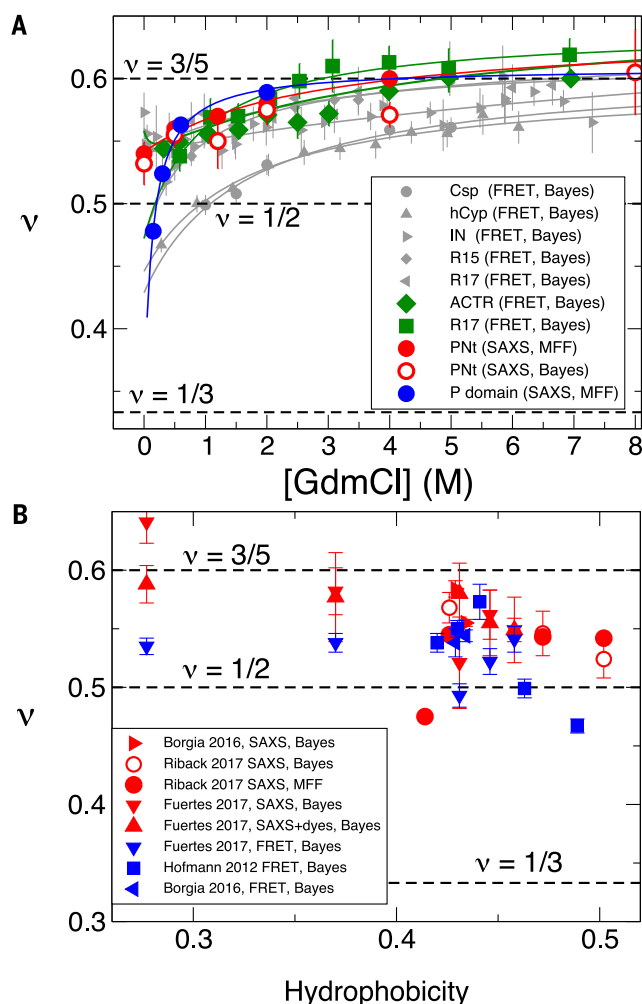 A
ν = 3/5
0.6
0.5
ν = 1/2
ν
0.4
ν = 1/3
Csp (FRET, Bayes)
hCyp (FRET, Bayes)
IN (FRET, Bayes)
R15 (FRET, Bayes)
R17 (FRET, Bayes)
ACTR (FRET, Bayes)
R17 (FRET, Bayes)
PNt (SAXS, MFF)
PNt (SAXS, Bayes)
P domain (SAXS, MFF)
0 1 2 3 4 5 6 7 8
[GdmCl] (M)
B
ν = 3/5
0.6
0.5
ν = 1/2
ν
0.4
ν = 1/3
0.3
Borgia 2016, SAXS, Bayes
Riback 2017 SAXS, Bayes
Riback 2017 SAXS, MFF
Fuertes 2017, SAXS, Bayes
Fuertes 2017, SAXS+dyes, Bayes
Fuertes 2017, FRET, Bayes
Hofmann 2012 FRET, Bayes
Borgia 2016, FRET, Bayes
0.3 0.4 0.5
Hydrophobicity